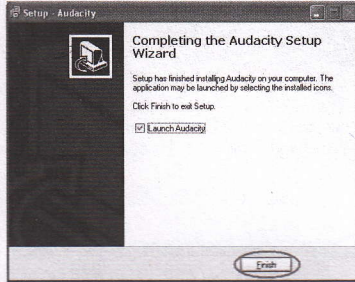 Setup - Audacity
Completing the Audacity Setup
Wizard
Setup has finished installing Audacity on your computer. The
application may be launched by selecting the installed icons.
Click Finish to exit Setup.
Launch Audacity
Finish